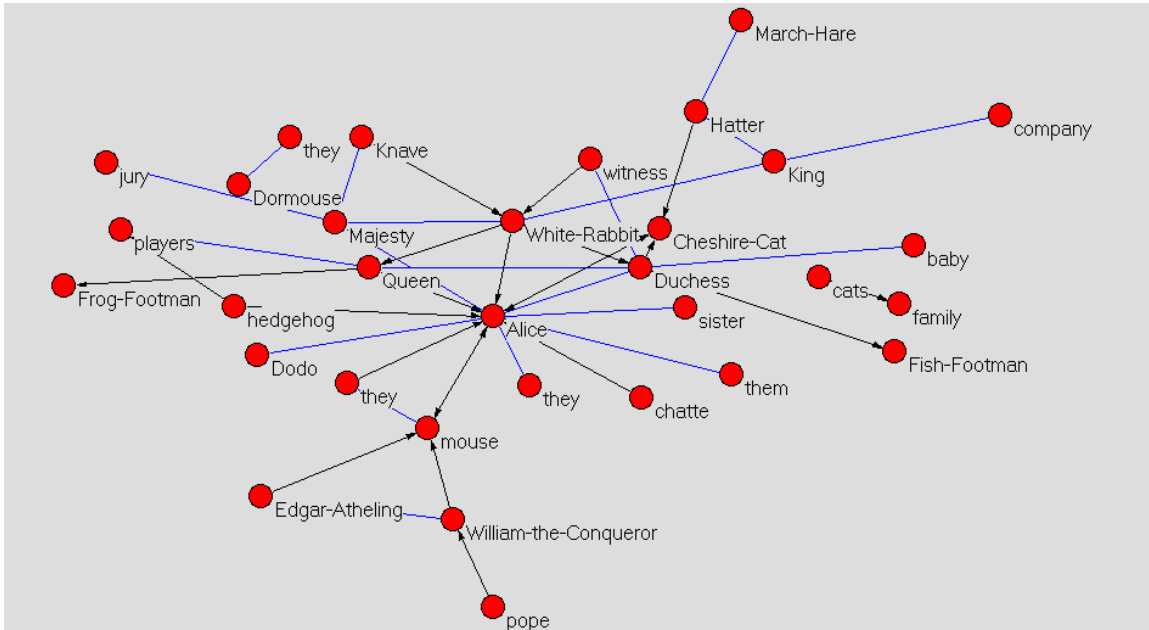 March-Hare
Hatter
company
they
Knave
King
jury
witness
Dormouse
Majesty
White-Rabbit
Cheshire-Cat
players
baby
Queen
Duchess
Frog-Footman
cats
hedgehog
family
Alice
sister
Dodo
Fish-Footman
they
they
them
chatte
mouse
Edgar-Atheling
William-the-Conqueror
pope